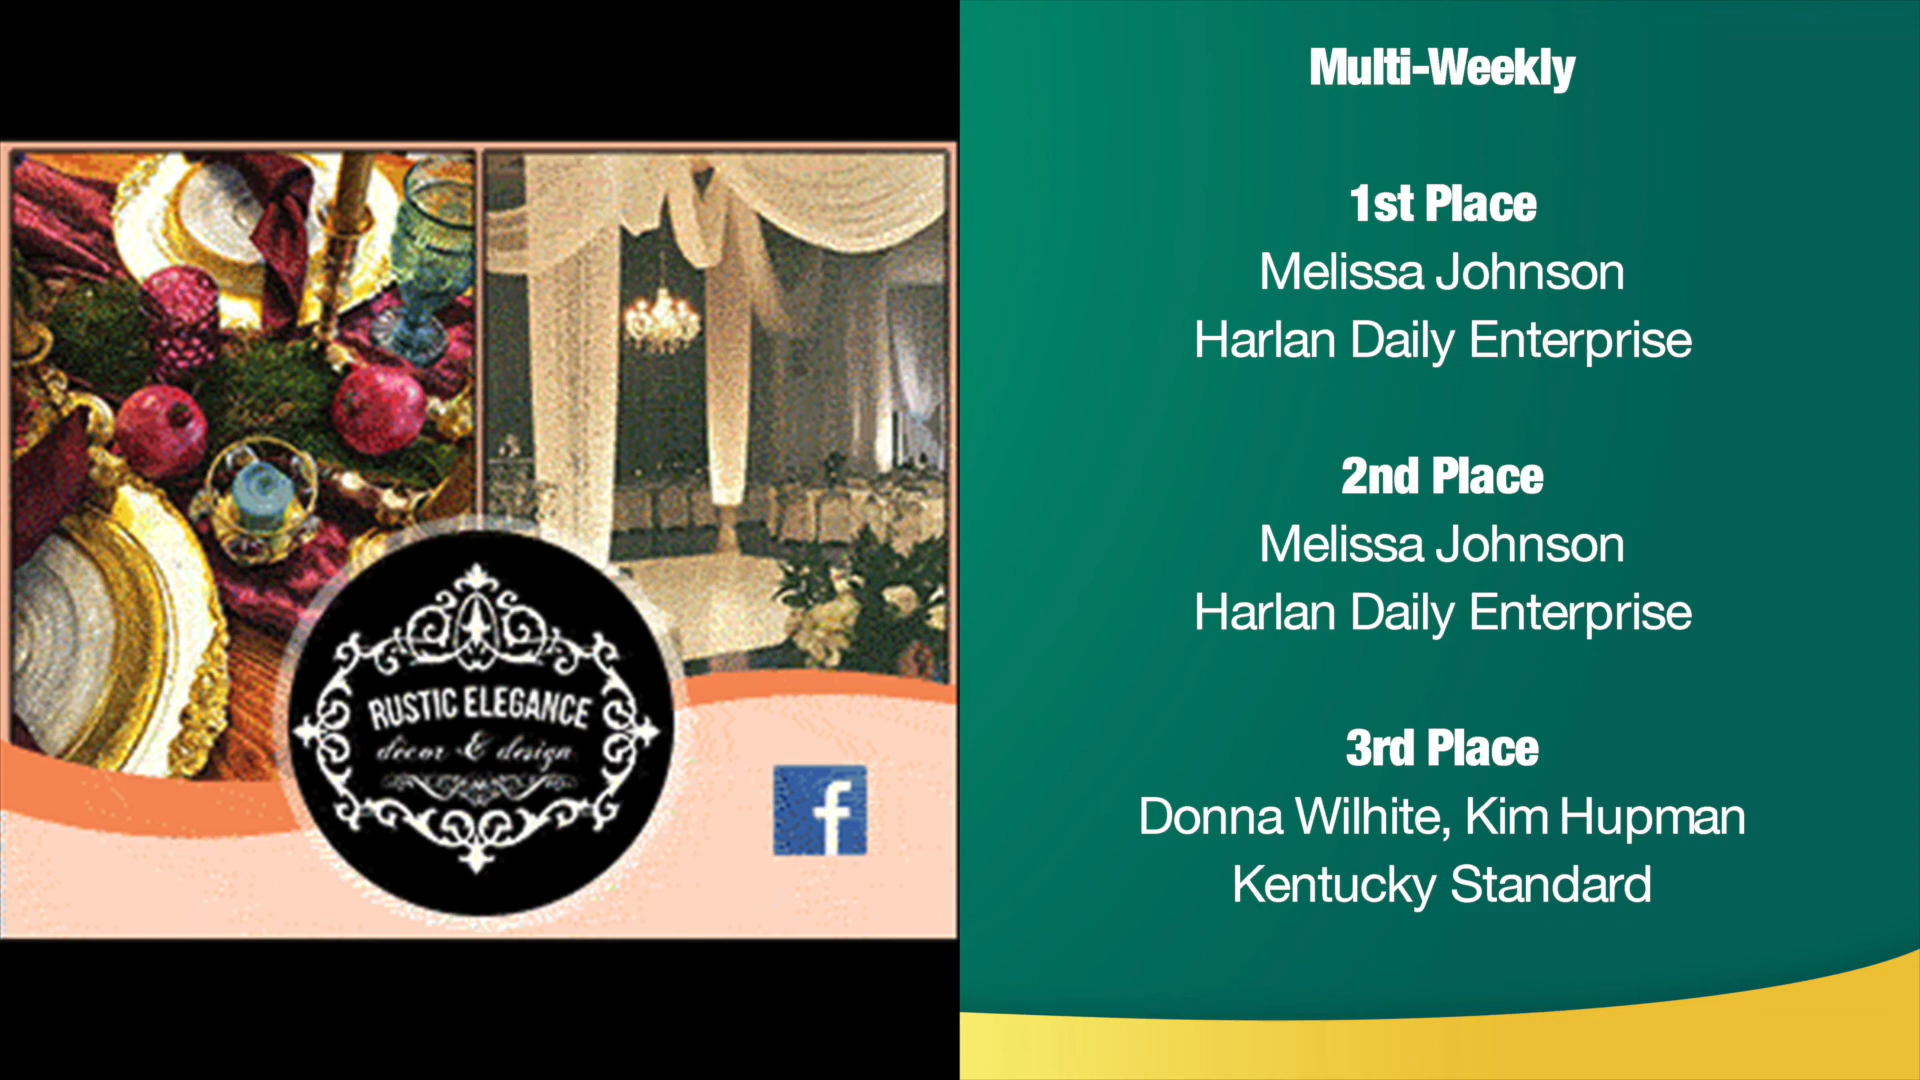 RUSTIC ELEGANCE
décor & design
f
Multi-Weekly
1st Place
Melissa Johnson
Harlan Daily Enterprise
2nd Place
Melissa Johnson
Harlan Daily Enterprise
3rd Place
Donna Wilhite, Kim Hupman
Kentucky Standard